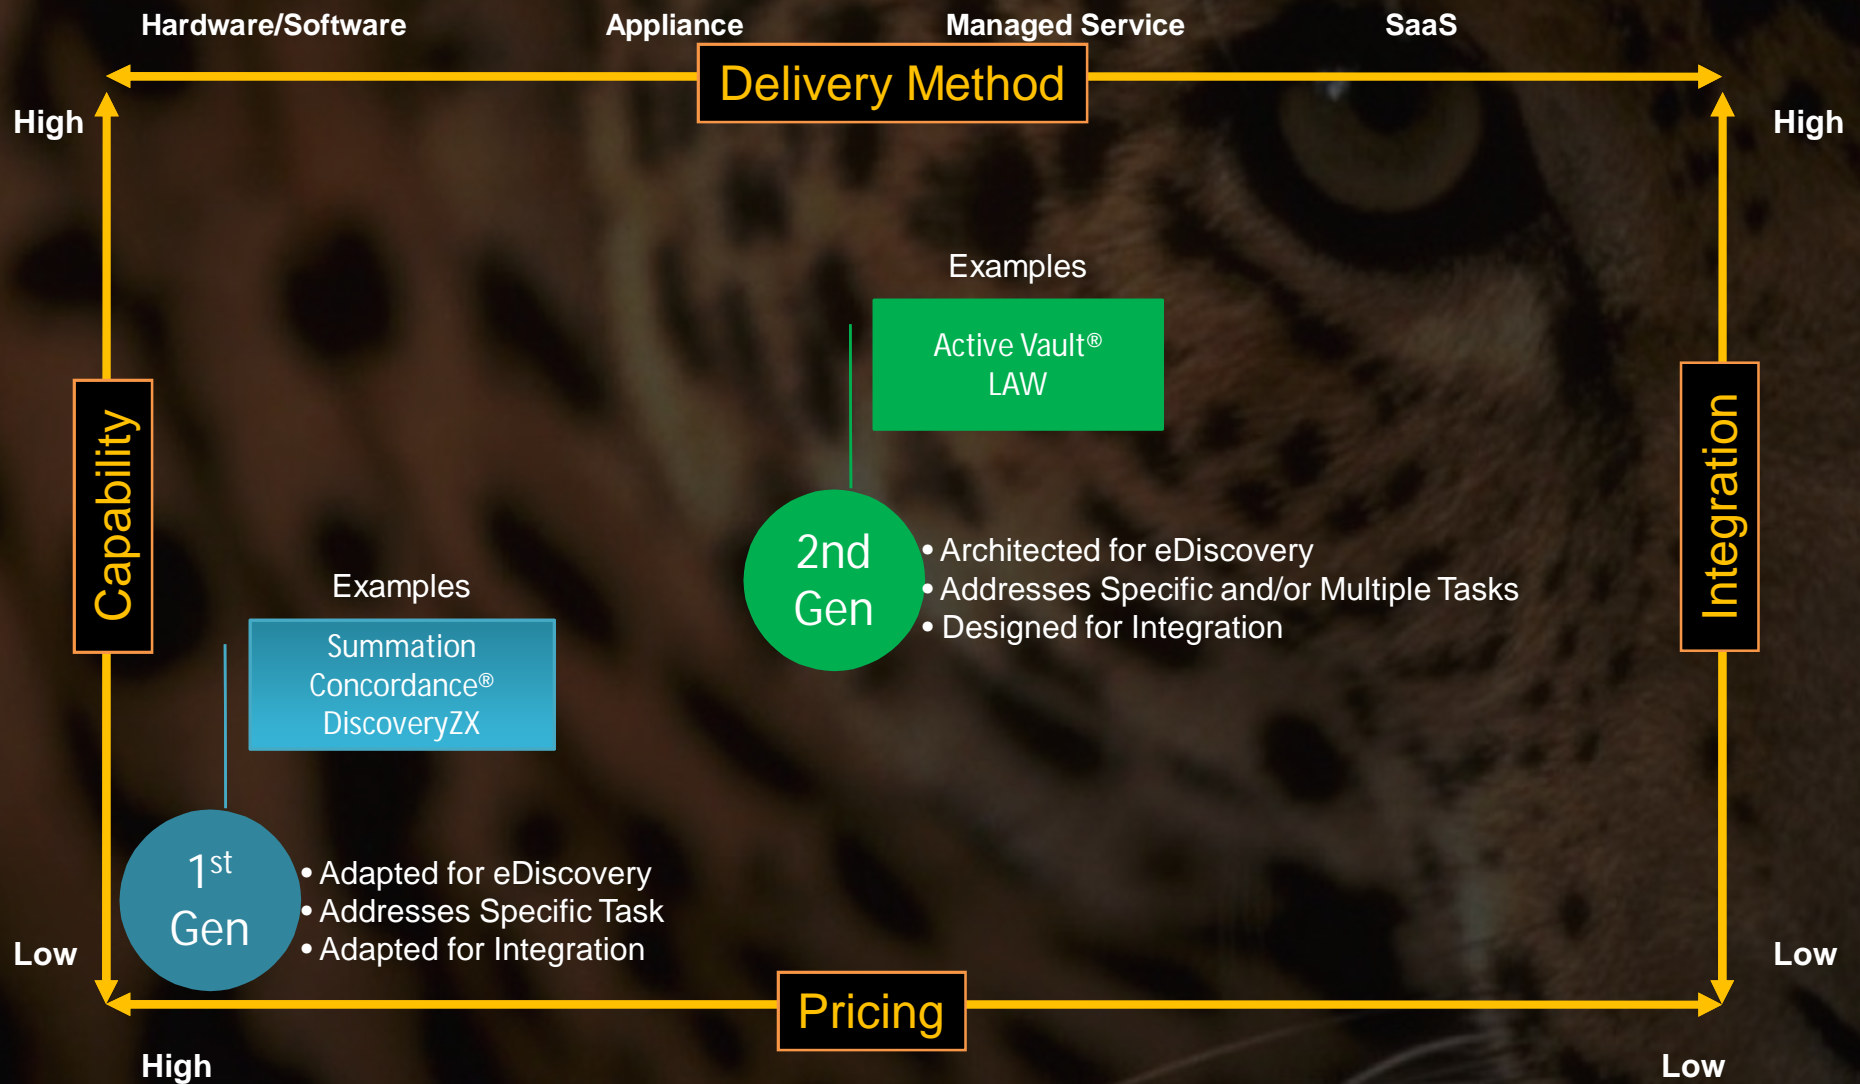 Hardware/Software Appliance Managed Service SaaS
Delivery Method
High High
Examples
Active Vault®
LAW
Capability
Integration
2nd
Gen
• Architected for eDiscovery
• Addresses Specific and/or Multiple Tasks
• Designed for Integration
Examples
Summation
Concordance®
DiscoveryZX
1st
Gen
• Adapted for eDiscovery
• Addresses Specific Task
• Adapted for Integration
Low Low
Pricing
High Low